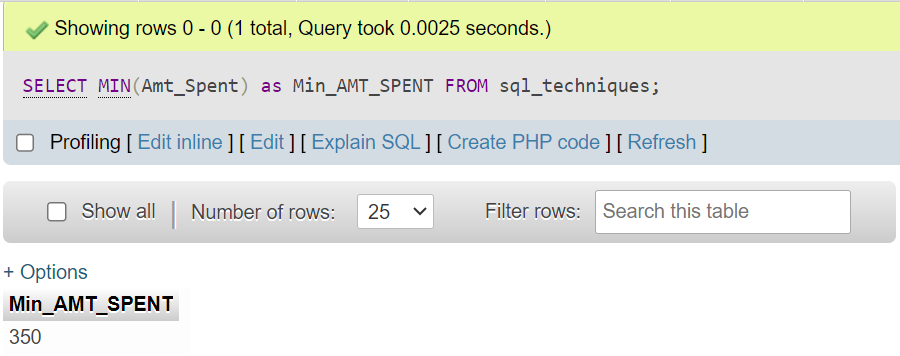 Showing rows 0 - 0 (1 total, Query took 0.0025 seconds.)
SELECT MIN(Amt_Spent) as Min_AMT_SPENT FROM sql_techniques;
Profiling [ Edit inline ] [ Edit ] [ Explain SQL ] [ Create PHP code ] [ Refresh ]
Show all | Number of rows: 25 Filter rows: Search this table
+ Options
Min_AMT_SPENT
350